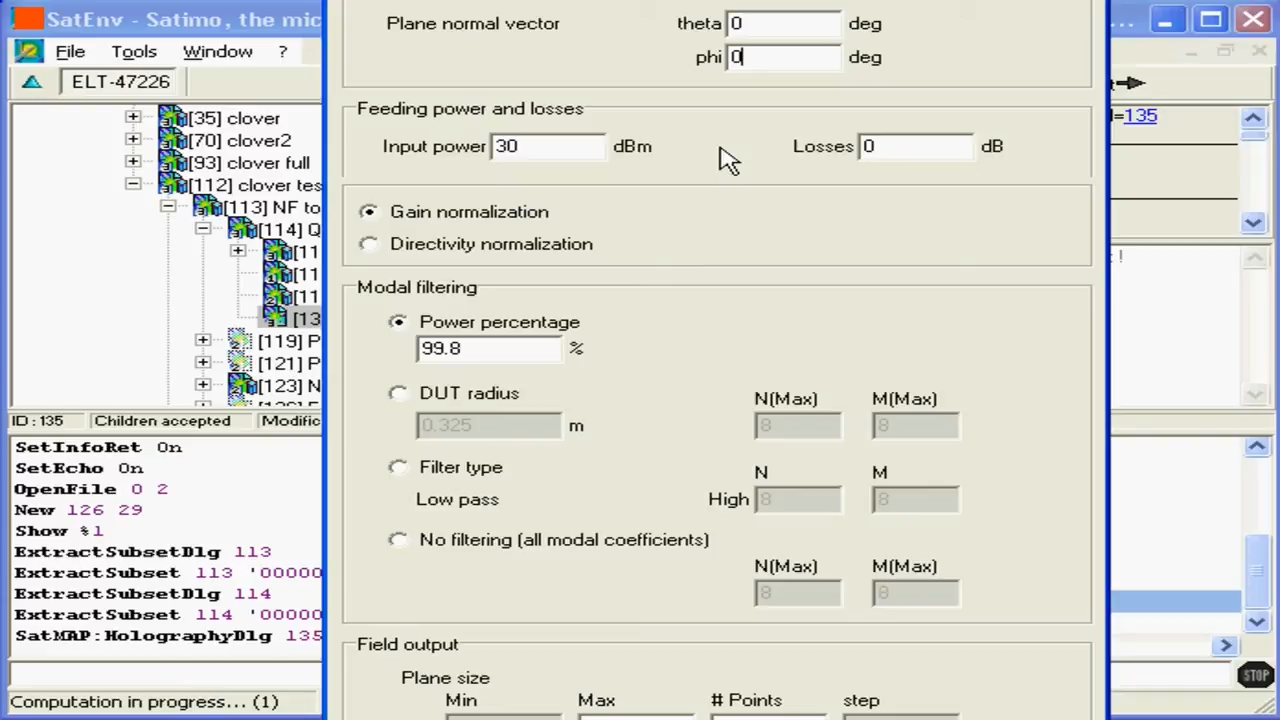 SatEnv - Satimo, the mic
File Tools Window ?
ELT-47226
[35] clover
[70] clover2
[93] clover full
[112] clover tes
[113] NF to
[114] Q
[11
[11
[11
[13
[119] P
[121] P
[123] N
ID : 135 Children accepted Modific
SetInfoRet On
SetEcho On
OpenFile 0 2
New 126 29
Show %1
ExtractSubsetDlg 113
ExtractSubset 113 '00000
ExtractSubsetDlg 114
ExtractSubset 114 '00000
SatMAP:HolographyDlg 135
Computation in progress... (1)
Plane normal vector theta 0 deg
phi 0 deg
Feeding power and losses
Input power 30 dBm Losses 0 dB
Gain normalization
Directivity normalization
Modal filtering
Power percentage
99.8 %
DUT radius N(Max) M(Max)
0.325 m 8 8
Filter type N M
Low pass High 8 8
No filtering (all modal coefficients)
N(Max) M(Max)
8 8
Field output
Plane size
Min Max # Points step
=135
STOP